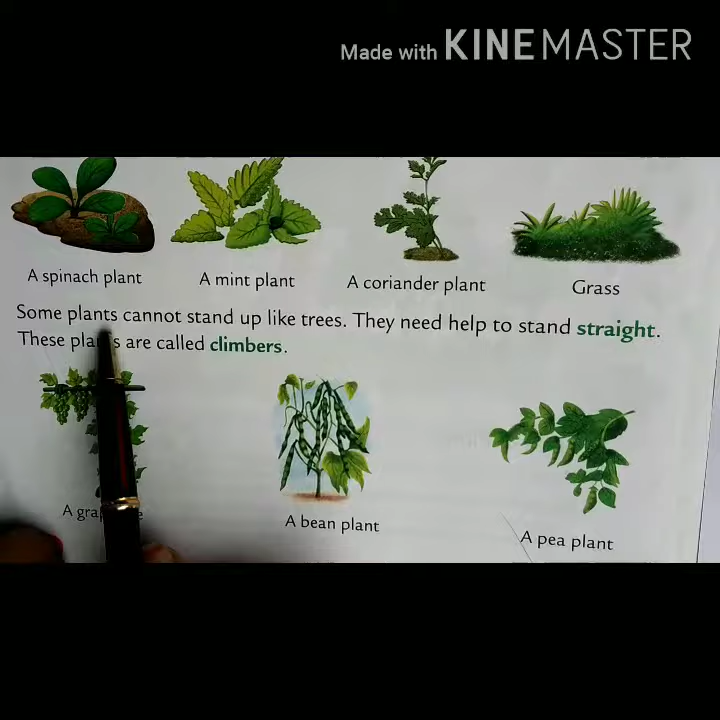 Made with KINEMASTER
A spinach plant
A mint plant
A coriander plant
Grass
Some plants cannot stand up like trees. They need help to stand straight.
These plants are called climbers.
A
A bean plant
A pea plant